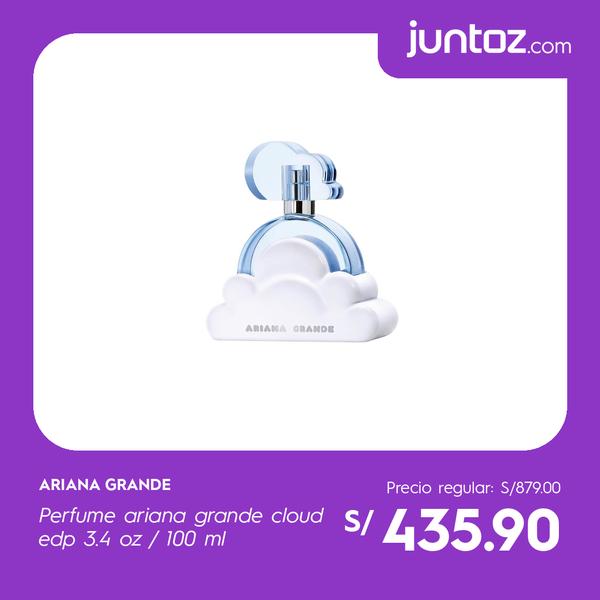 juntoz.com
ARIANA GRANDE
ARIANA GRANDE
Perfume ariana grande cloud
edp 3.4 oz / 100 ml
Precio regular: S/879.00
S/ 435.90